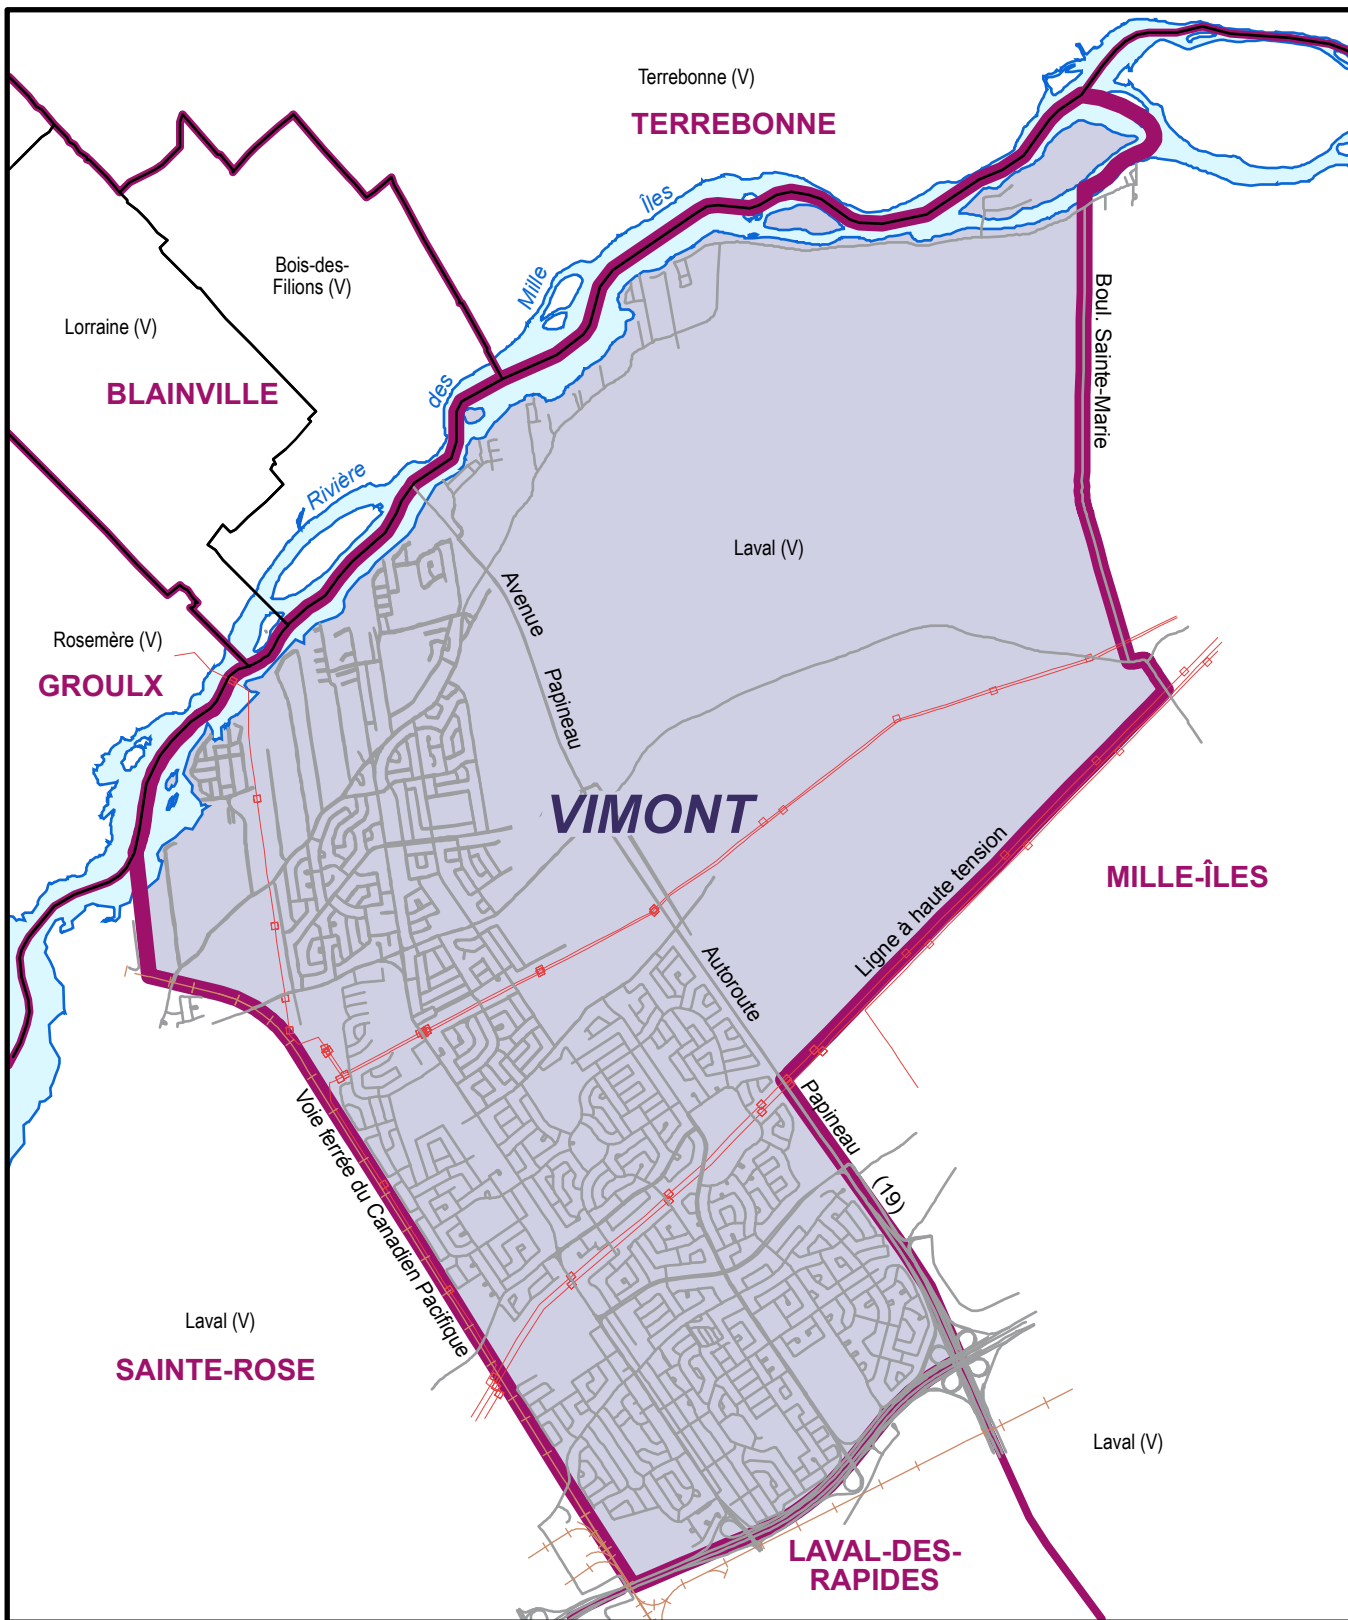 Terrebonne (V)
TERREBONNE
Îles
Mille
des
Rivière
Bois-des-
Filions (V)
Lorraine (V)
BLAINVILLE
Boul. Sainte-Marie
Laval (V)
Avenue
Papineau
Rosemère (V)
GROULX
VIMONT
MILLE-ÎLES
Ligne à haute tension
Autoroute
Papineau
(19)
Voie ferrée du Canadien Pacifique
Laval (V)
SAINTE-ROSE
Laval (V)
LAVAL-DES-
RAPIDES